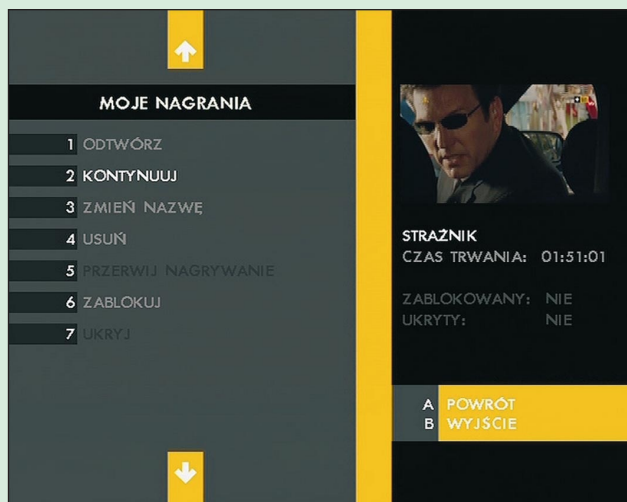 MOJE NAGRANIA
1 ODTWÓRZ
2 KONTYNUUJ
3 ZMIEŃ NAZWĘ
4 USUŃ
5 PRZERWIJ NAGRYWANIE
6 ZABLOKUJ
7 UKRYJ
STRAŻNIK
CZAS TRWANIA: 01:51:01
ZABLOKOWANY: NIE
UKRYTY: NIE
A POWRÓT
B WYJŚCIE